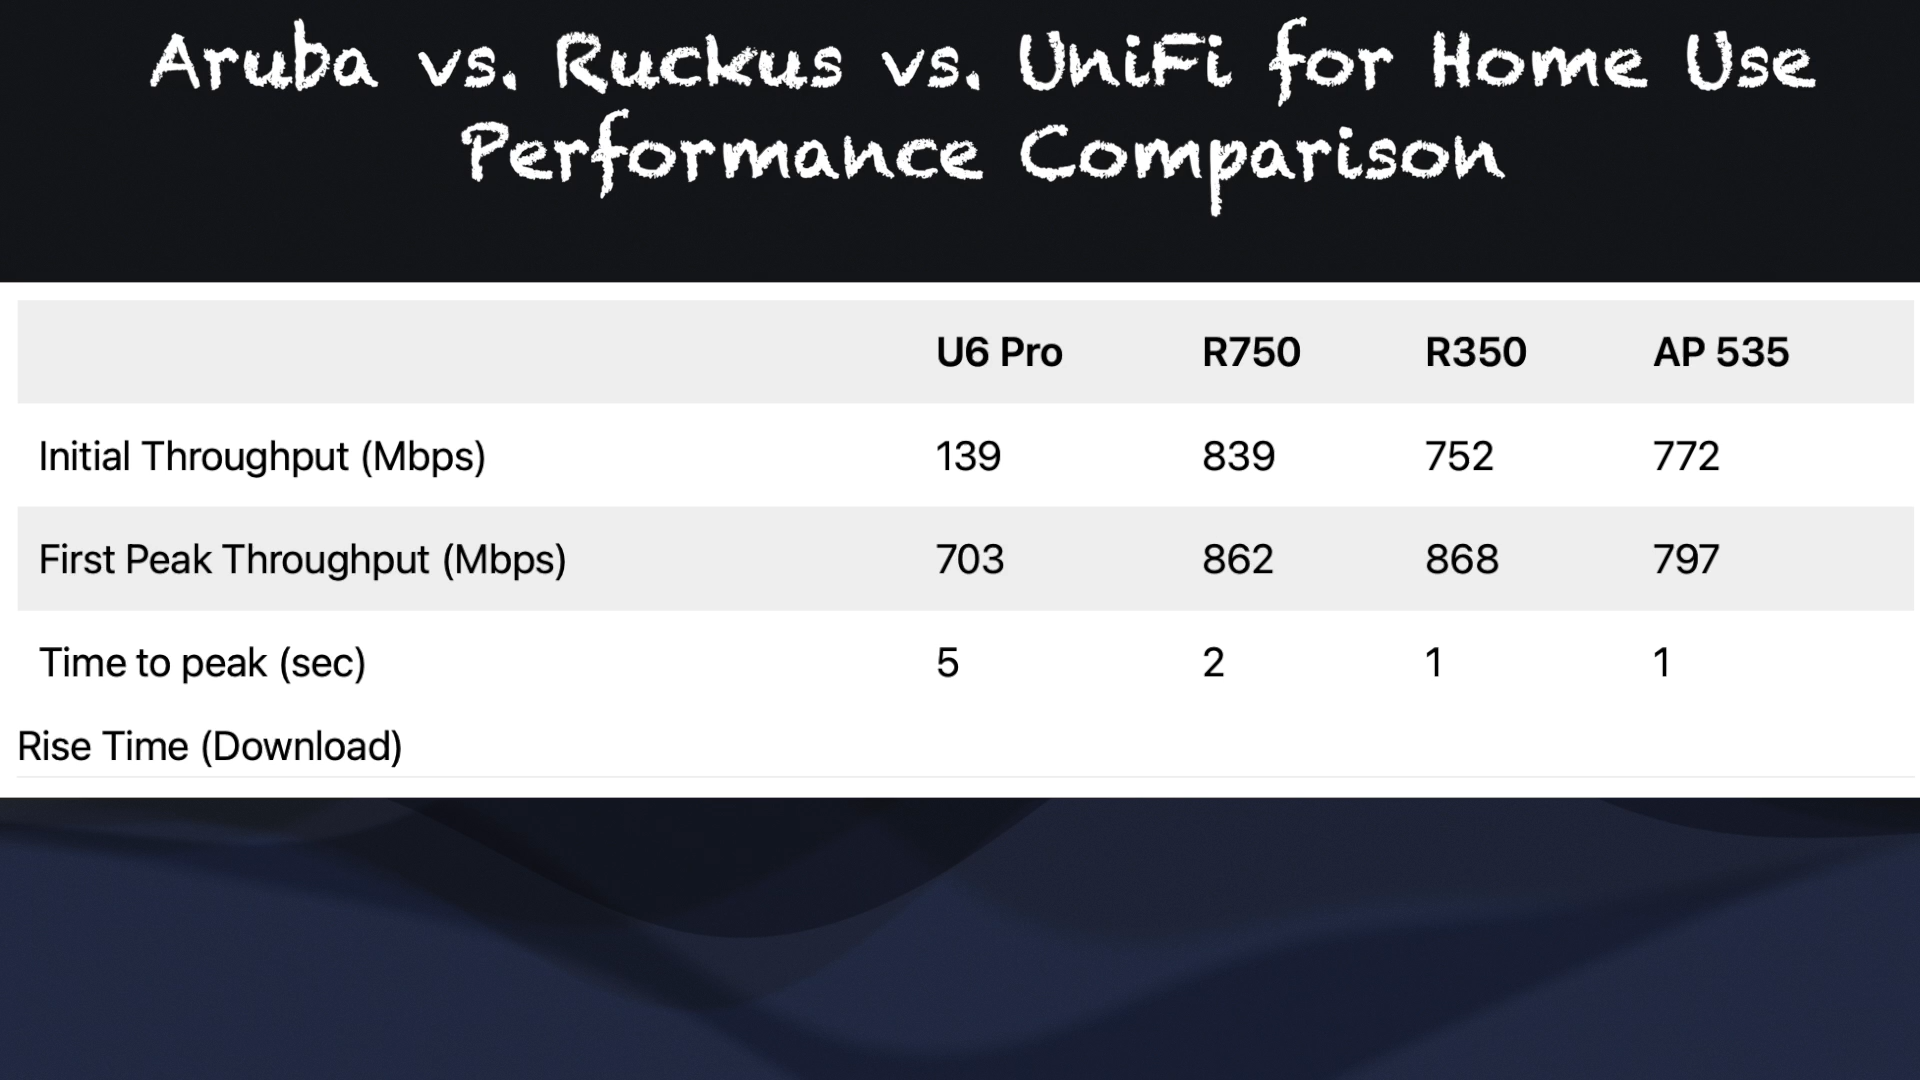 Aruba vs. Ruckus vs. UniFi for Home Use
Performance Comparison
U6 Pro R750 R350 AP 535
Initial Throughput (Mbps) 139 839 752 772
First Peak Throughput (Mbps) 703 862 868 797
Time to peak (sec) 5 2 1 1
Rise Time (Download)